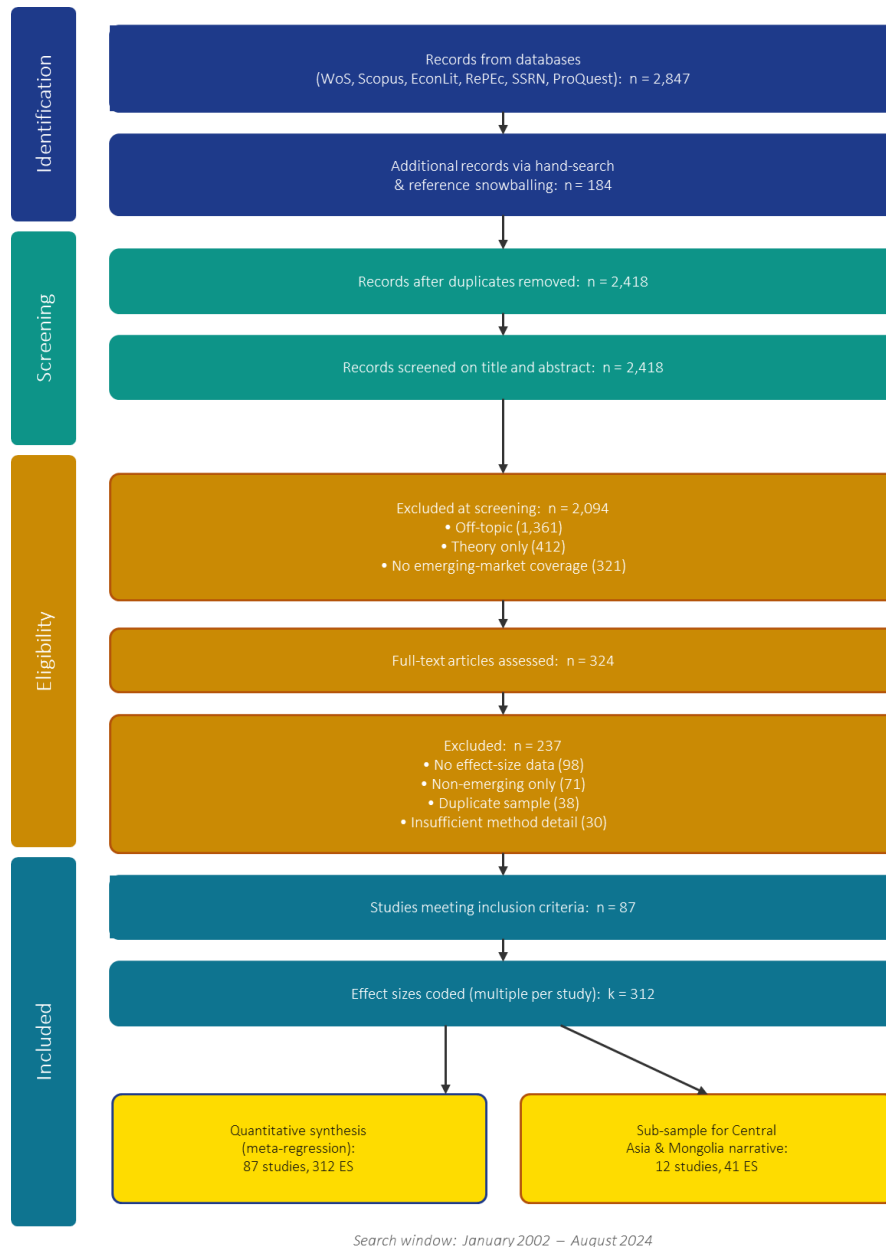 Identification
Records from databases
(WoS, Scopus, EconLit, RePEc, SSRN, ProQuest):  n = 2,847
Additional records via hand-search
& reference snowballing:  n = 184
Screening
Records after duplicates removed:  n = 2,418
Records screened on title and abstract:  n = 2,418
Eligibility
Excluded at screening:  n = 2,094
• Off-topic (1,361)
• Theory only (412)
• No emerging-market coverage (321)
Full-text articles assessed:  n = 324
Excluded:  n = 237
• No effect-size data (98)
• Non-emerging only (71)
• Duplicate sample (38)
• Insufficient method detail (30)
Included
Studies meeting inclusion criteria:  n = 87
Effect sizes coded (multiple per study):  k = 312
Quantitative synthesis
(meta-regression):
87 studies, 312 ES
Sub-sample for Central
Asia & Mongolia narrative:
12 studies, 41 ES
Search window:  January 2002  –  August 2024